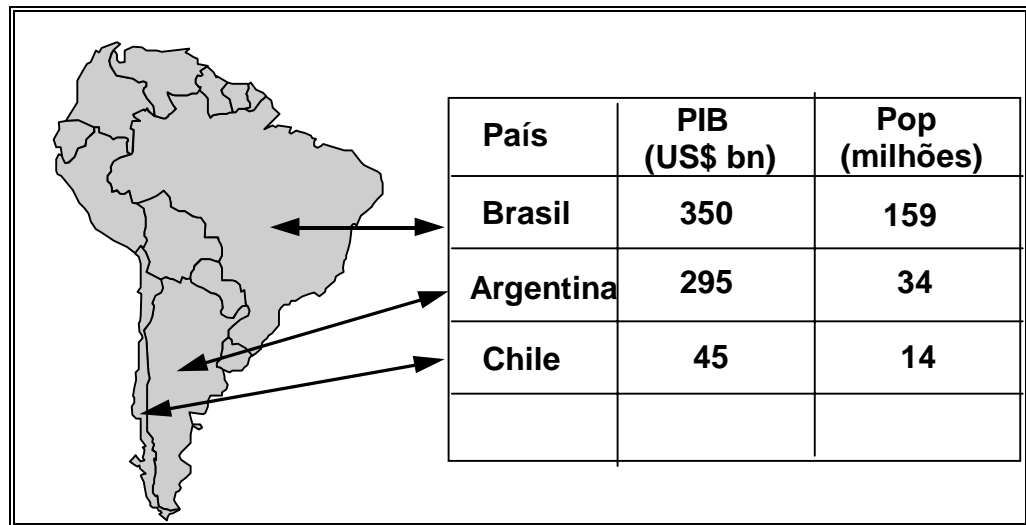 País PIB Pop
(US$ bn) (milhões)
Brasil 350 159
Argentina 295 34
Chile 45 14